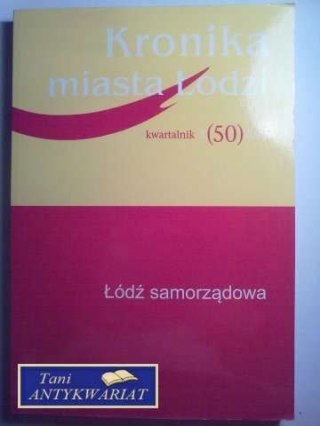 Kronika
miasta Łodzi
kwartalnik (50)
Łódź samorządowa
Tani
ANTYKWARIAT